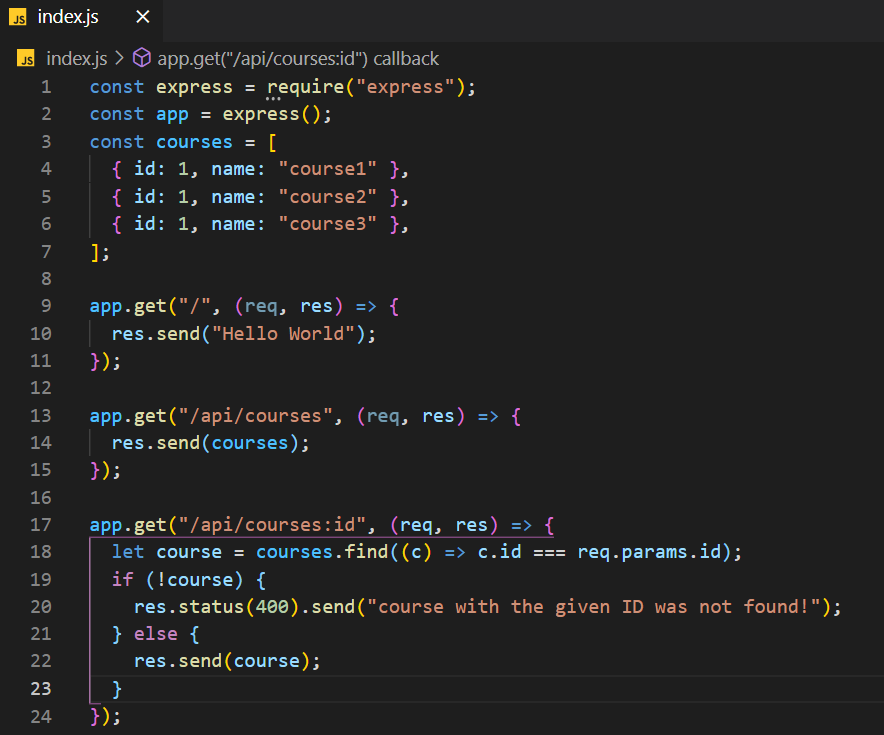 JS index.js ×
JS index.js > app.get("/api/courses:id") callback
1 const express = require("express");
2 const app = express();
3 const courses = [
4   { id: 1, name: "course1" },
5   { id: 1, name: "course2" },
6   { id: 1, name: "course3" },
7 ];
8
9 app.get("/", (req, res) => {
10   res.send("Hello World");
11 });
12
13 app.get("/api/courses", (req, res) => {
14   res.send(courses);
15 });
16
17 app.get("/api/courses:id", (req, res) => {
18   let course = courses.find((c) => c.id === req.params.id);
19   if (!course) {
20     res.status(400).send("course with the given ID was not found!");
21   } else {
22     res.send(course);
23   }
24 });